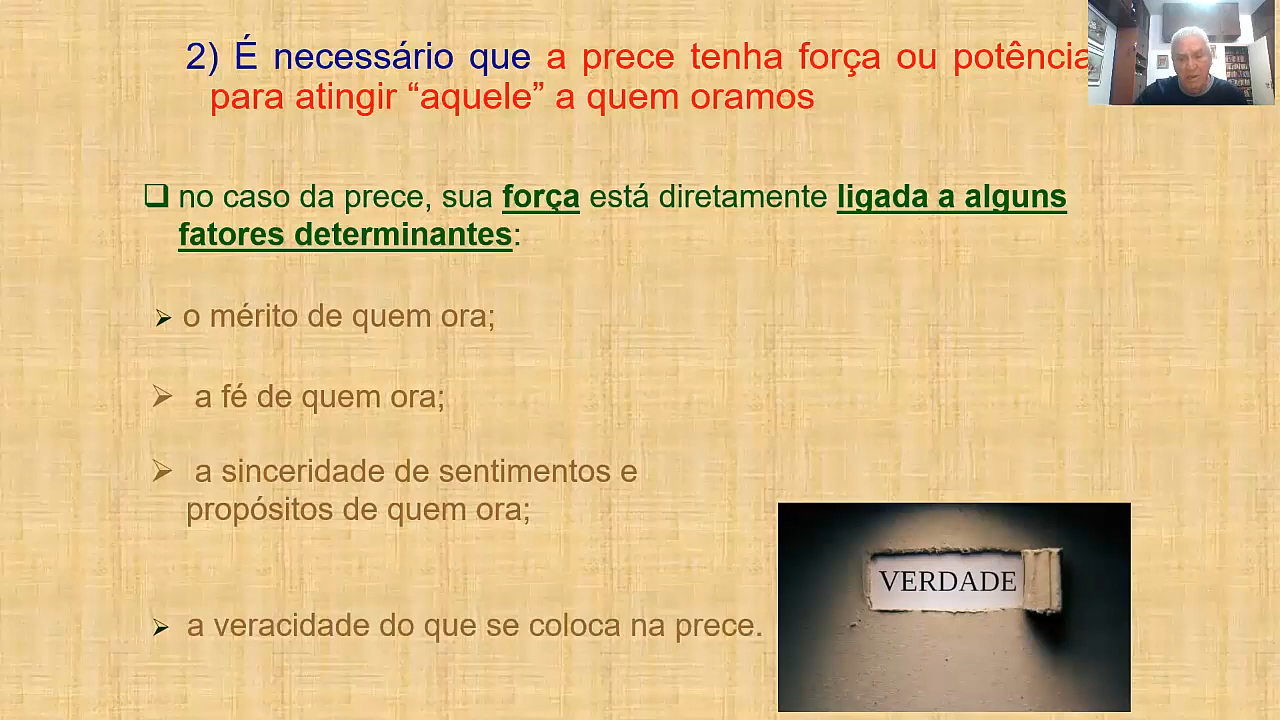 2) É necessário que a prece tenha força ou potência
para atingir “aquele” a quem oramos
no caso da prece, sua força está diretamente ligada a alguns
fatores determinantes:
o mérito de quem ora;
a fé de quem ora;
a sinceridade de sentimentos e
propósitos de quem ora;
VERDADE
a veracidade do que se coloca na prece.